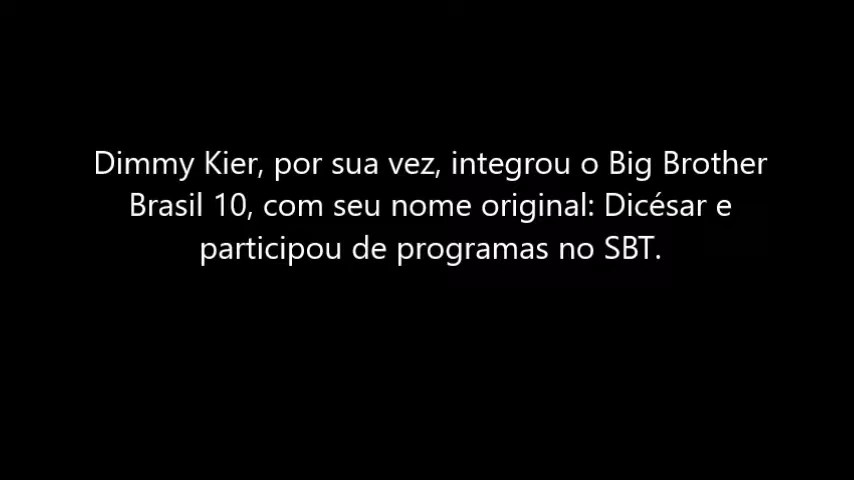 Dimmy Kier, por sua vez, integrou o Big Brother
Brasil 10, com seu nome original: Dicésar e
participou de programas no SBT.